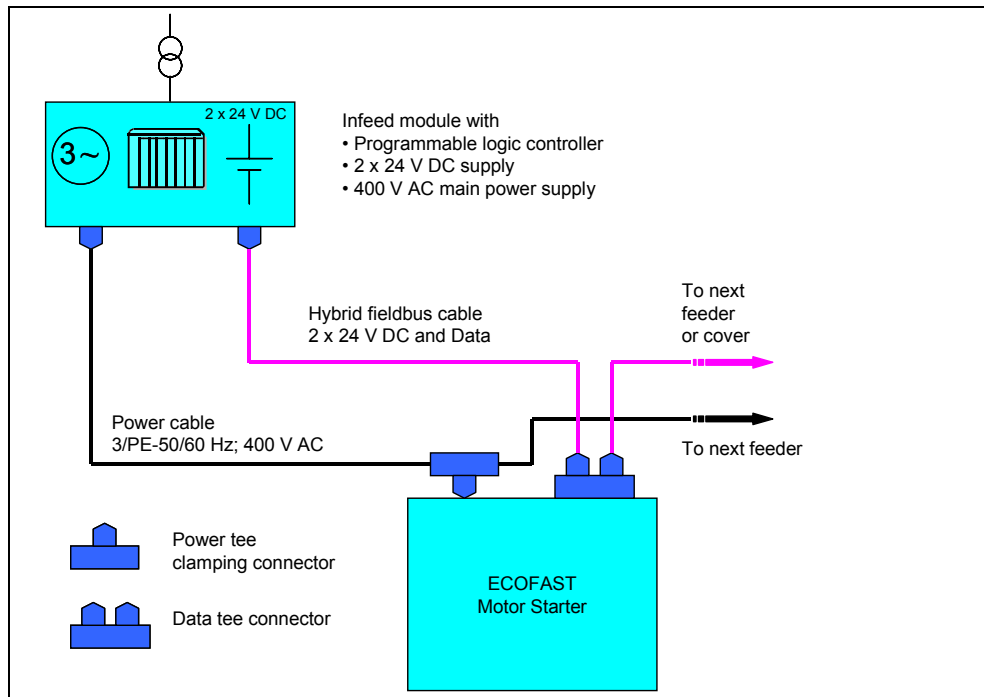 2 x 24 V DC
3~
Infeed module with
• Programmable logic controller
• 2 x 24 V DC supply
• 400 V AC main power supply
Hybrid fieldbus cable
2 x 24 V DC and Data
To next
feeder
or cover
Power cable
3/PE-50/60 Hz; 400 V AC
To next feeder
Power tee
clamping connector
Data tee connector
ECOFAST
Motor Starter